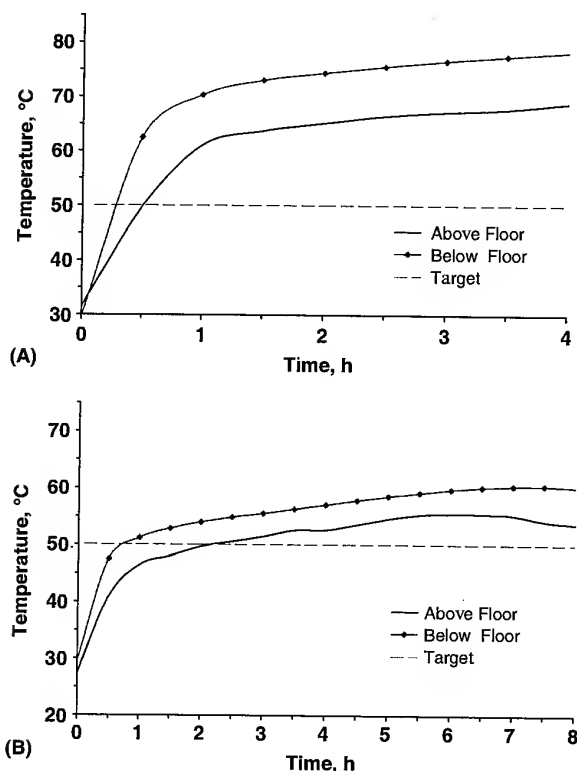 80
70
60
50
40
30
Temperature, °C
Above Floor
Below Floor
Target
0
1
2
3
4
(A)
Time, h
70
60
50
40
30
20
Temperature, °C
Above Floor
Below Floor
Target
0
1
2
3
4
5
6
7
8
(B)
Time, h